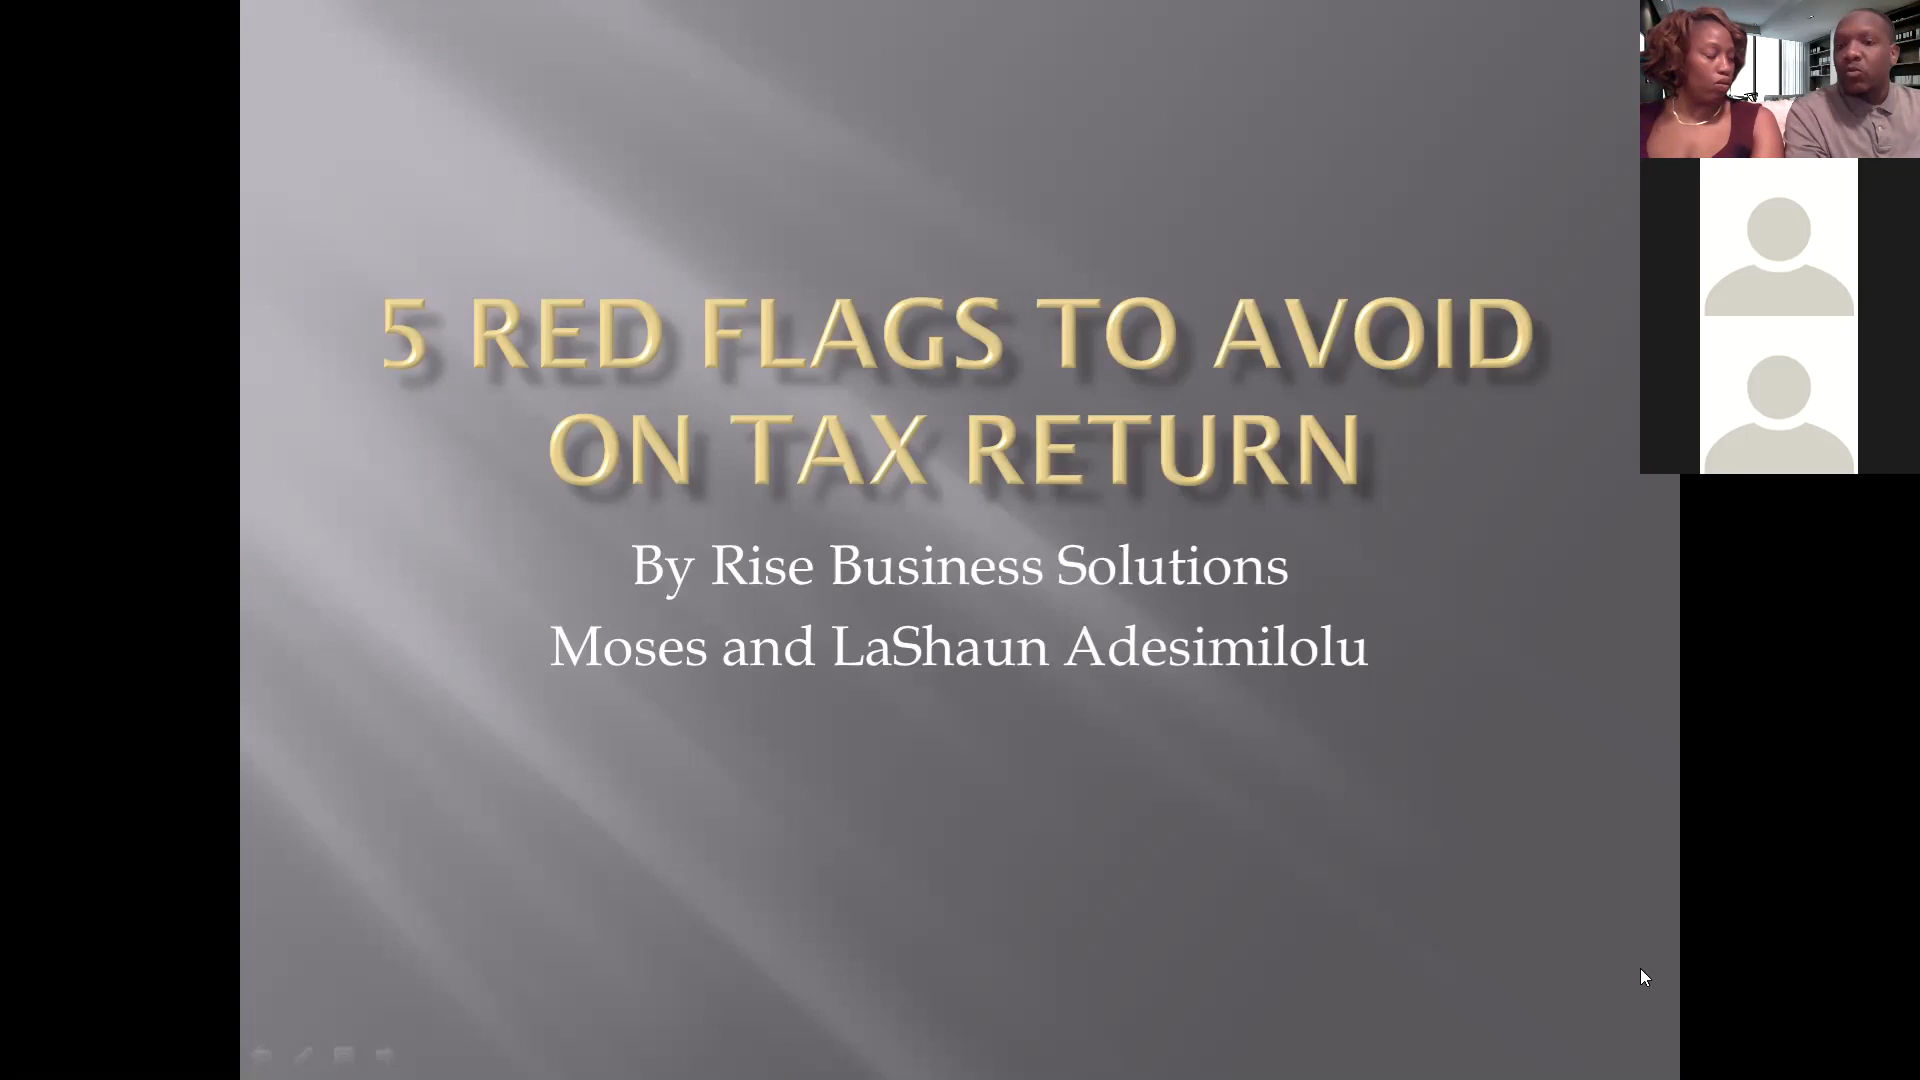 5 RED FLAGS TO AVOID
ON TAX RETURN
By Rise Business Solutions
Moses and LaShaun Adesimilolu